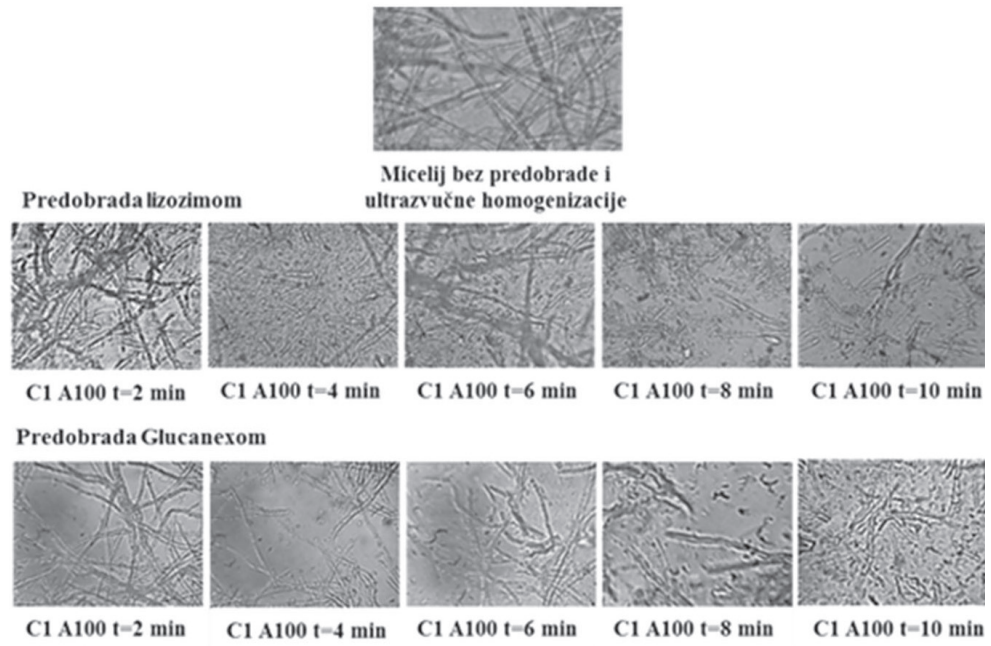 Micelij bez predobrade i
ultrazvučne homogenizacije
Predobrada lizozimom
C1 A100 t=2 min
C1 A100 t=4 min
C1 A100 t=6 min
C1 A100 t=8 min
C1 A100 t=10 min
Predobrada Glucanexom
C1 A100 t=2 min
C1 A100 t=4 min
C1 A100 t=6 min
C1 A100 t=8 min
C1 A100 t=10 min